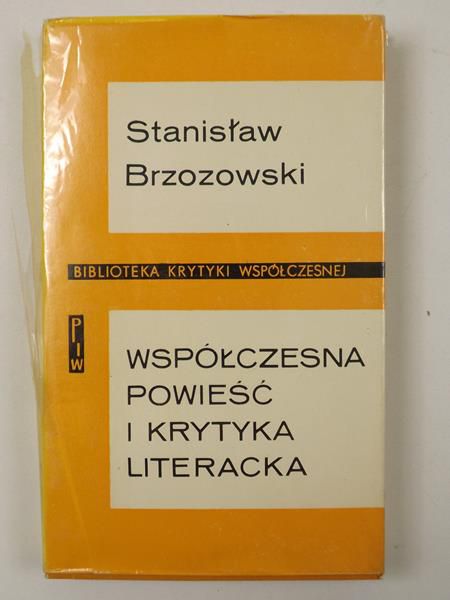 Stanisław
Brzozowski
BIBLIOTEKA KRYTYKI WSPÓŁCZESNEJ
PIW
WSPÓŁCZESNA
POWIEŚĆ
I KRYTYKA
LITERACKA